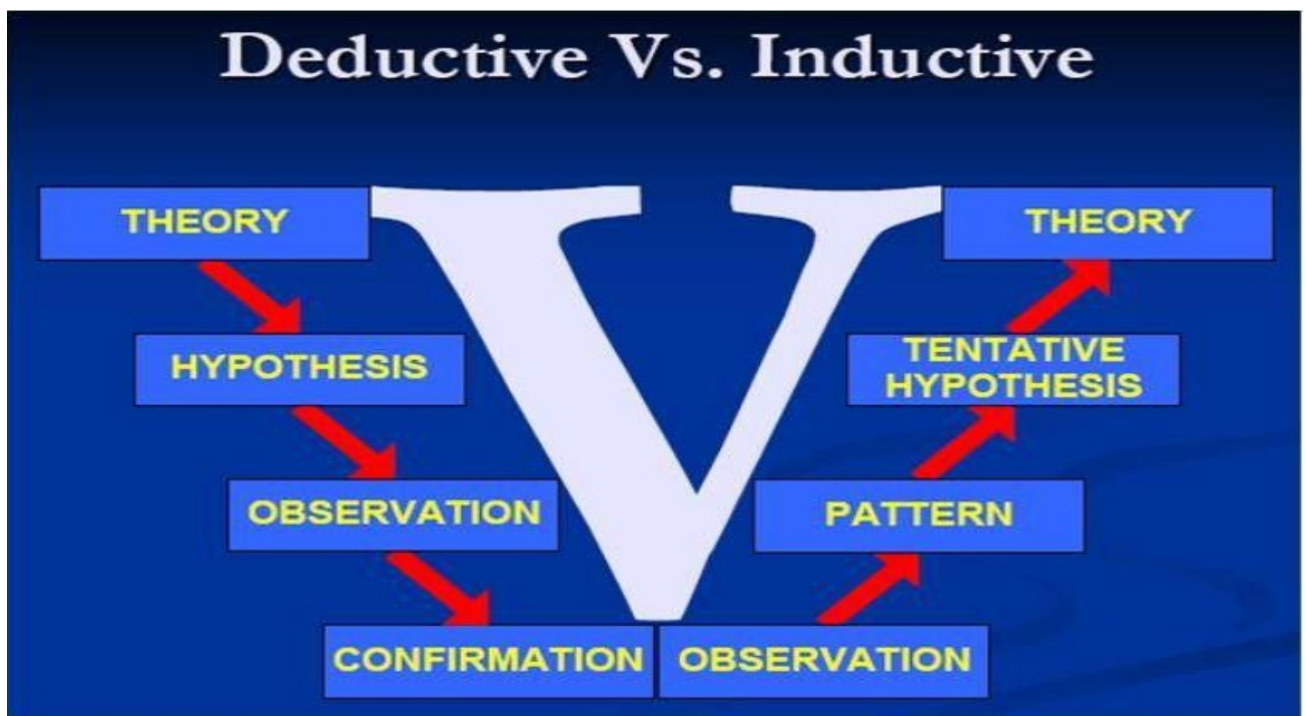 Deductive Vs. Inductive
THEORY
HYPOTHESIS
OBSERVATION
CONFIRMATION
V
THEORY
TENTATIVE
HYPOTHESIS
PATTERN
OBSERVATION